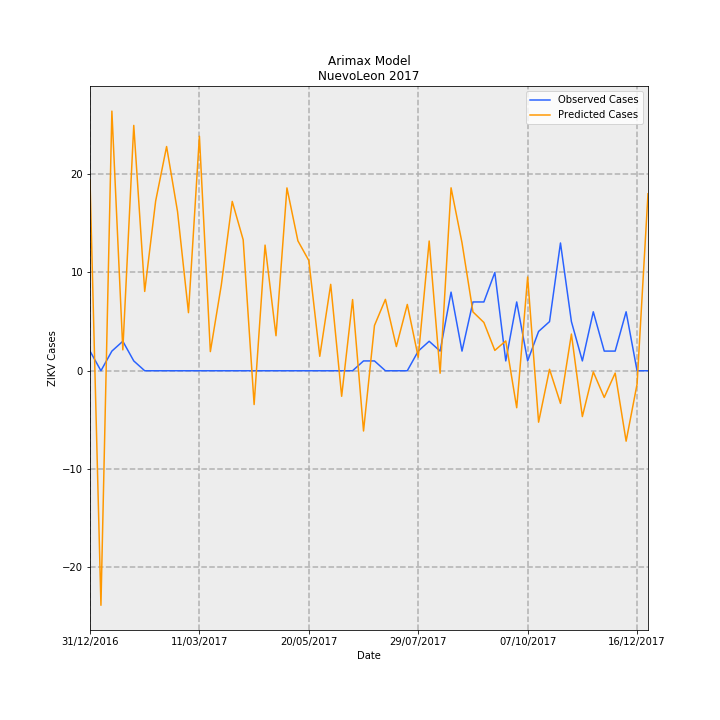 Arimax Model
NuevoLeon 2017
Observed Cases
Predicted Cases
ZIKV Cases
20
10
0
−10
−20
31/12/2016
11/03/2017
20/05/2017
29/07/2017
07/10/2017
16/12/2017
Date